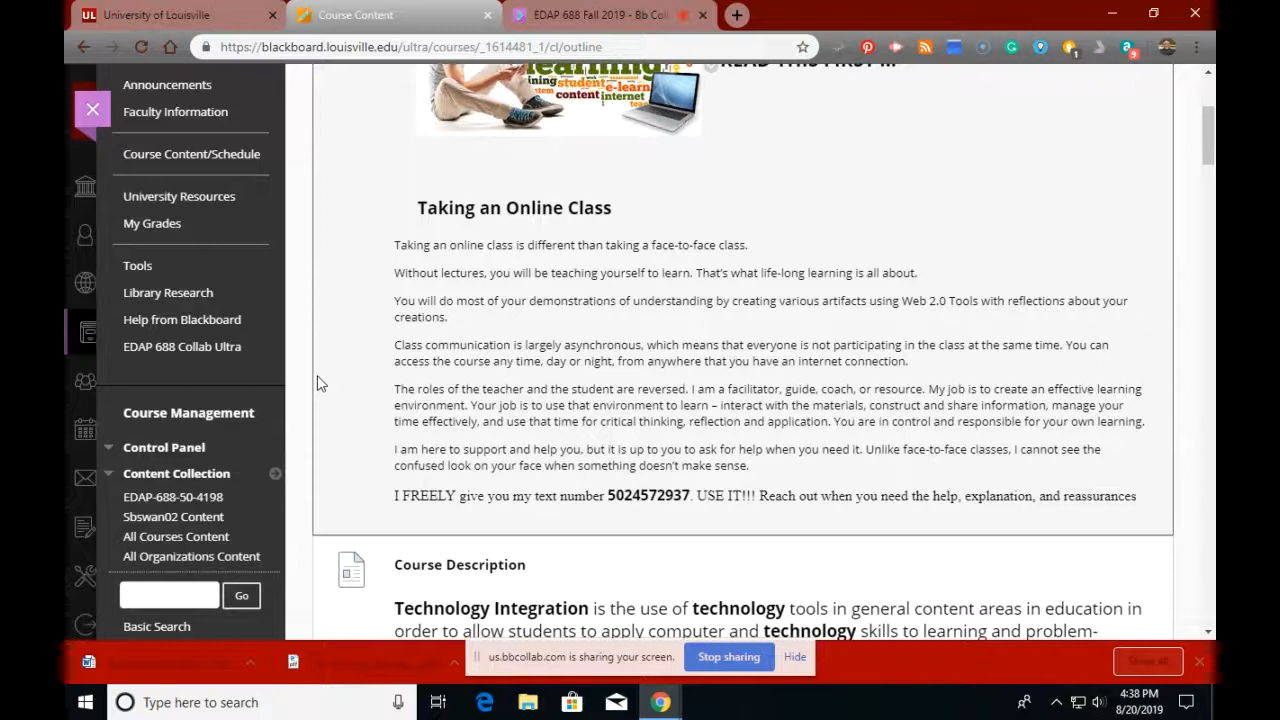 University of Louisville
Course Content
EDAP 688 Fall 2019 - Bb Coll
https://blackboard.louisville.edu/ultra/courses/_1614481_1/cl/outline
1
9
Announcements
Faculty Information
Course Content/Schedule
University Resources
My Grades
Tools
Library Research
Help from Blackboard
EDAP 688 Collab Ultra
Course Management
Control Panel
Content Collection
EDAP-688-50-4198
Sbswan02 Content
All Courses Content
All Organizations Content
Go
Basic Search
READ THIS FIRST !!!
learning
student e-learn
content internet
Taking an Online Class
Taking an online class is different than taking a face-to-face class.
Without lectures, you will be teaching yourself to learn. That's what life-long learning is all about.
You will do most of your demonstrations of understanding by creating various artifacts using Web 2.0 Tools with reflections about your
creations.
Class communication is largely asynchronous, which means that everyone is not participating in the class at the same time. You can
access the course any time, day or night, from anywhere that you have an internet connection.
The roles of the teacher and the student are reversed. I am a facilitator, guide, coach, or resource. My job is to create an effective learning
environment. Your job is to use that environment to learn – interact with the materials, construct and share information, manage your
time effectively, and use that time for critical thinking, reflection and application. You are in control and responsible for your own learning.
I am here to support and help you, but it is up to you to ask for help when you need it. Unlike face-to-face classes, I cannot see the
confused look on your face when something doesn't make sense.
I FREELY give you my text number 5024572937. USE IT!!! Reach out when you need the help, explanation, and reassurances
Course Description
Technology Integration is the use of technology tools in general content areas in education in
order to allow students to apply computer and technology skills to learning and problem-
us.bbcollab.com is sharing your screen.
Stop sharing
Hide
Show all
Type here to search
4:38 PM
8/20/2019